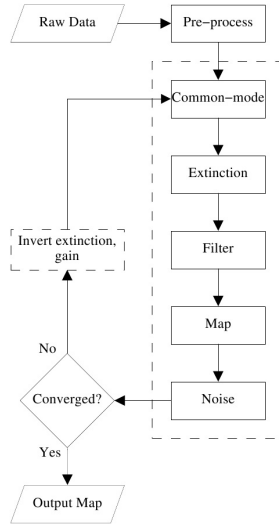 Raw Data
Pre-process
Common-mode
Extinction
Invert extinction,
gain
Filter
Map
No
Converged?
Noise
Yes
Output Map